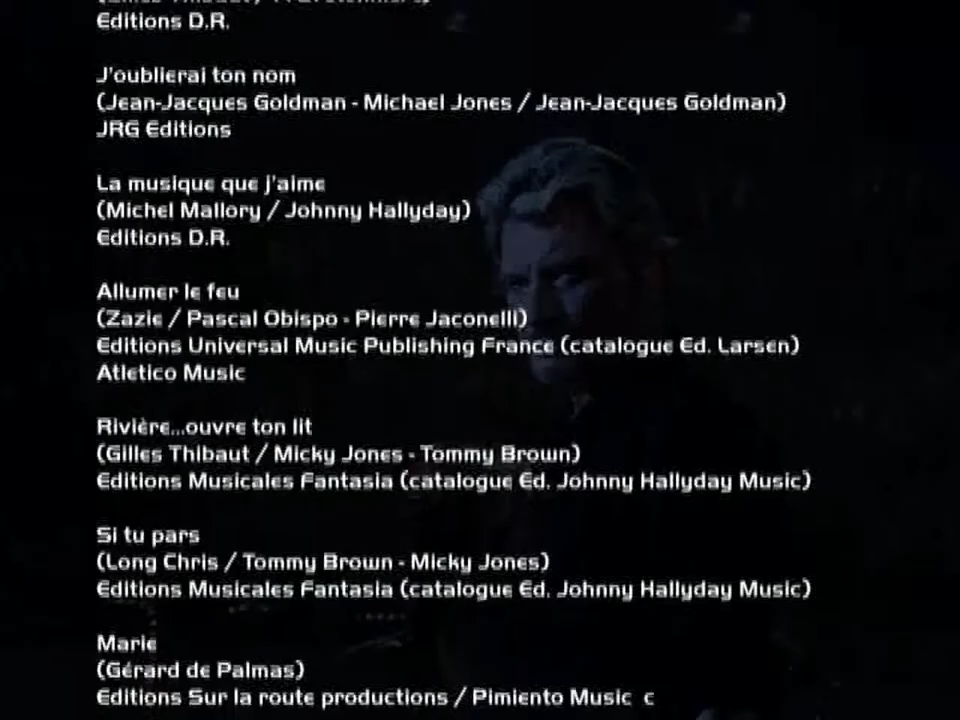 Editions D.R.
J'oublierai ton nom
(Jean-Jacques Goldman - Michael Jones / Jean-Jacques Goldman)
JRG Editions
La musique que j'aime
(Michel Mallory / Johnny Hallyday)
Editions D.R.
Allumer le feu
(Zazie / Pascal Obispo - Pierre Jaconelli)
Editions Universal Music Publishing France (catalogue Ed. Larsen)
Atletico Music
Rivière...ouvre ton lit
(Gilles Thibaut / Micky Jones - Tommy Brown)
Editions Musicales Fantasia (catalogue Ed. Johnny Hallyday Music)
Si tu pars
(Long Chris / Tommy Brown - Micky Jones)
Editions Musicales Fantasia (catalogue Ed. Johnny Hallyday Music)
Marie
(Gérard de Palmas)
Editions Sur la route productions / Pimiento Music c